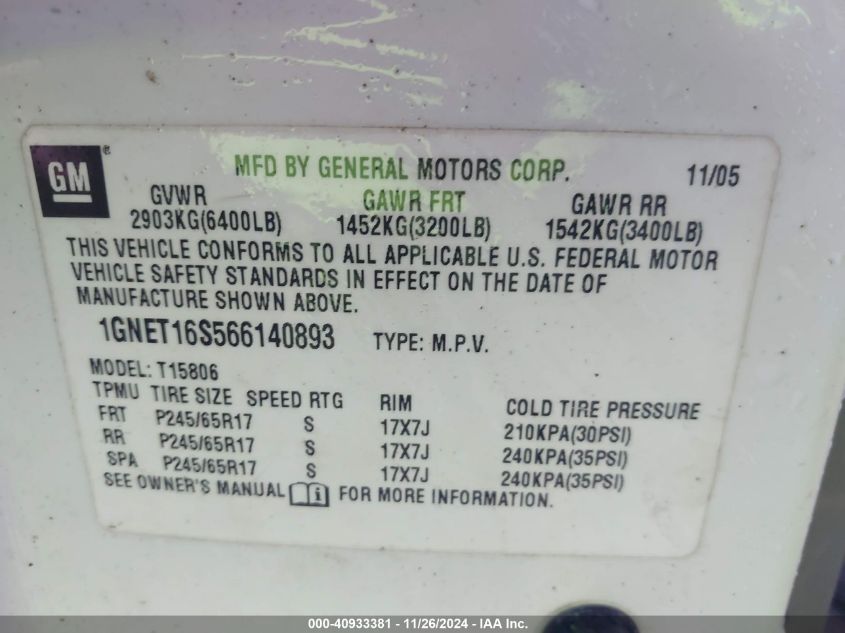 GM®
MFD BY GENERAL MOTORS CORP. 11/05
GVWR GAWR FRT GAWR RR
2903KG(6400LB) 1452KG(3200LB) 1542KG(3400LB)
THIS VEHICLE CONFORMS TO ALL APPLICABLE U.S. FEDERAL MOTOR
VEHICLE SAFETY STANDARDS IN EFFECT ON THE DATE OF
MANUFACTURE SHOWN ABOVE.
1GNET16S566140893 TYPE: M.P.V.
MODEL: T15806
TPMU TIRE SIZE SPEED RTG RIM COLD TIRE PRESSURE
FRT P245/65R17 S 17X7J 210KPA(30PSI)
RR P245/65R17 S 17X7J 240KPA(35PSI)
SPA P245/65R17 S 17X7J 240KPA(35PSI)
SEE OWNER'S MANUAL i FOR MORE INFORMATION.
000-40933381 - 11/26/2024 - IAA Inc.